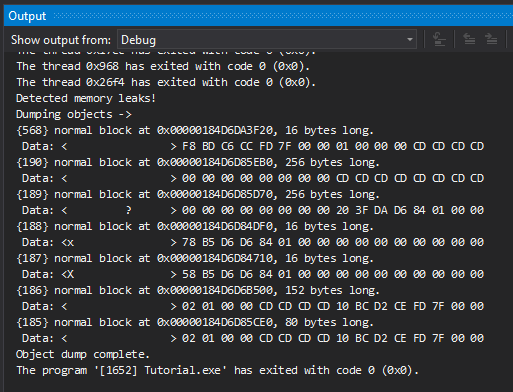 Output
Show output from: Debug
The thread 0x968 has exited with code 0 (0x0).
The thread 0x26f4 has exited with code 0 (0x0).
Detected memory leaks!
Dumping objects ->
{568} normal block at 0x00000184D6DA3F20, 16 bytes long.
Data: < > F8 BD C6 CC FD 7F 00 00 01 00 00 00 CD CD CD CD
{190} normal block at 0x00000184D6D85EB0, 256 bytes long.
Data: < > 00 00 00 00 00 00 00 00 CD CD CD CD CD CD CD CD
{189} normal block at 0x00000184D6D85D70, 256 bytes long.
Data: < ? > 00 00 00 00 00 00 00 00 20 3F DA D6 84 01 00 00
{188} normal block at 0x00000184D6D84DF0, 16 bytes long.
Data: <x > 78 B5 D6 D6 84 01 00 00 00 00 00 00 00 00 00 00
{187} normal block at 0x00000184D6D84710, 16 bytes long.
Data: <X > 58 B5 D6 D6 84 01 00 00 00 00 00 00 00 00 00 00
{186} normal block at 0x00000184D6D6B500, 152 bytes long.
Data: < > 02 01 00 00 CD CD CD CD 10 BC D2 CE FD 7F 00 00
{185} normal block at 0x00000184D6D85CE0, 80 bytes long.
Data: < > 02 01 00 00 CD CD CD CD 10 BC D2 CE FD 7F 00 00
Object dump complete.
The program '[1652] Tutorial.exe' has exited with code 0 (0x0).